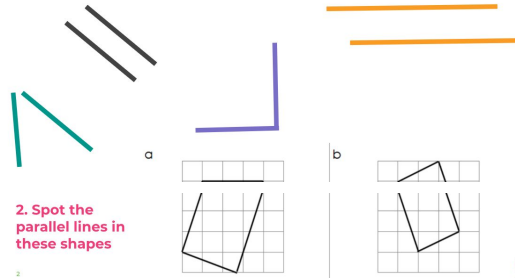 a
b
2. Spot the
parallel lines in
these shapes
2